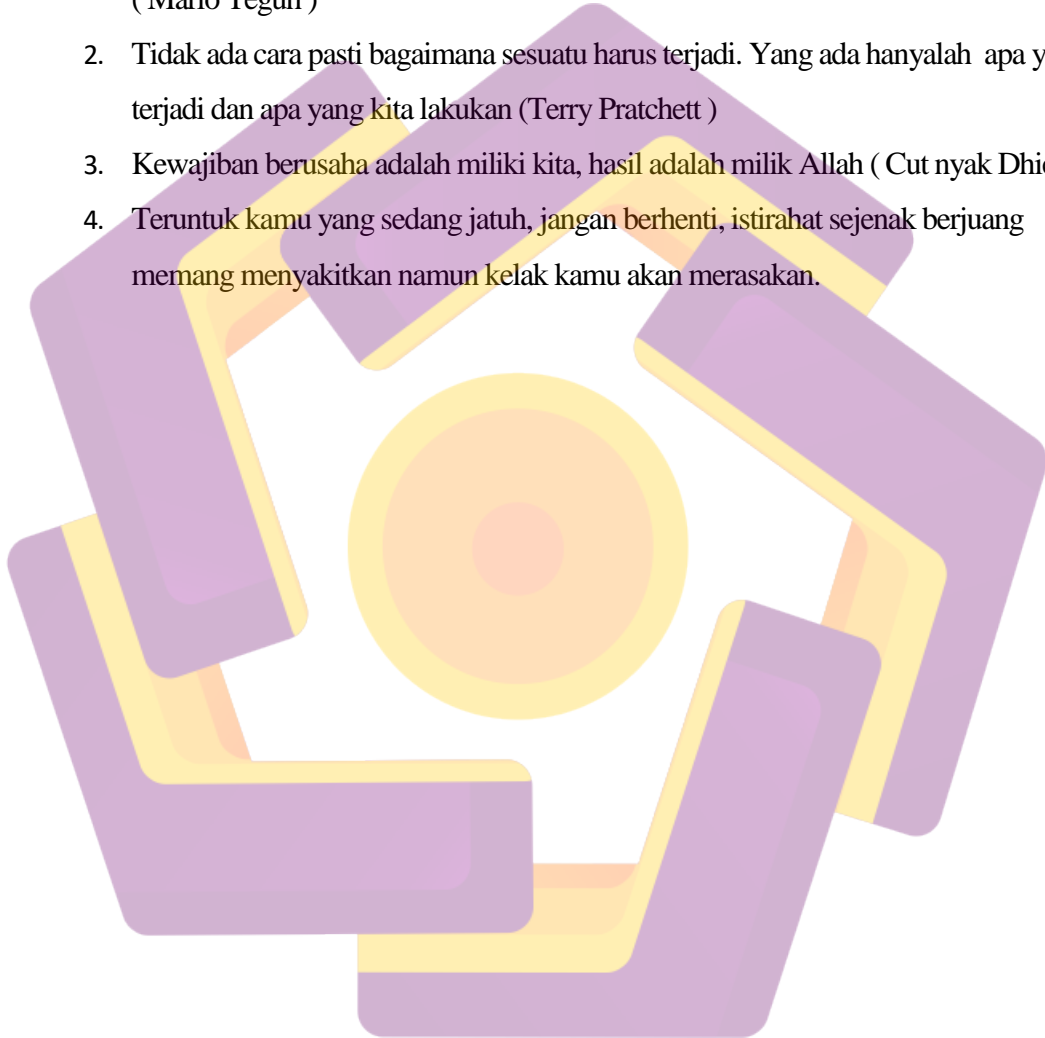 ( Mario Teguh )
2. Tidak ada cara pasti bagaimana sesuatu harus terjadi. Yang ada hanyalah  apa
terjadi dan apa yang kita lakukan (Terry Pratchett )
3. Kewajiban berusaha adalah miliki kita, hasil adalah milik Allah ( Cut nyak
4. Teruntuk kamu yang sedang jatuh, jangan berhenti, istirahat sejenak berjuang
memang menyakitkan namun kelak kamu akan merasakan.